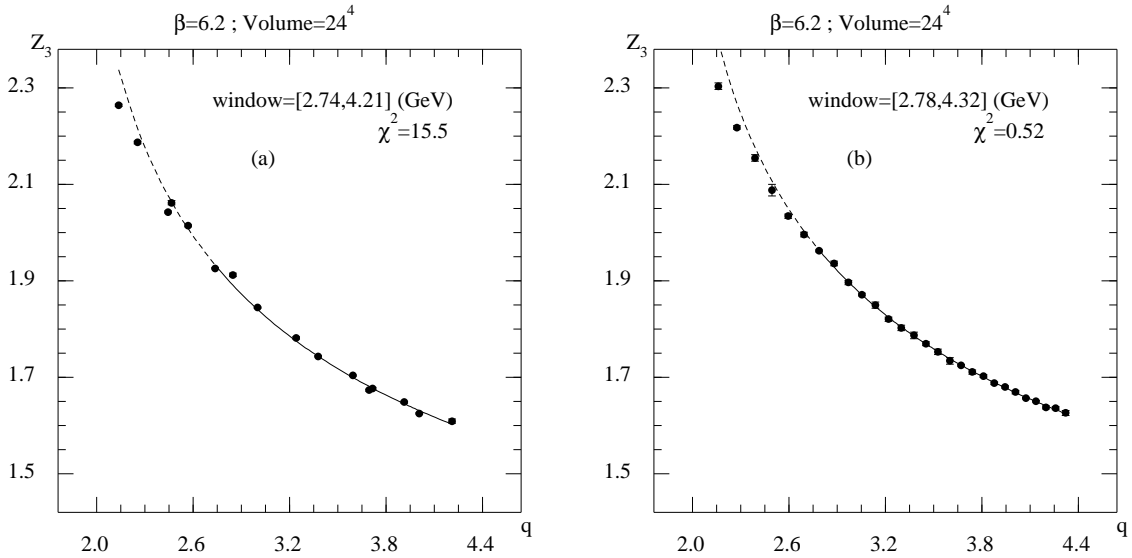 β=6.2 ; Volume=24^4
Z_3
2.3
2.1
1.9
1.7
1.5
window=[2.74,4.21] (GeV)
χ^2=15.5
(a)
q
2.0 2.6 3.2 3.8 4.4
β=6.2 ; Volume=24^4
Z_3
2.3
2.1
1.9
1.7
1.5
window=[2.78,4.32] (GeV)
χ^2=0.52
(b)
q
2.0 2.6 3.2 3.8 4.4